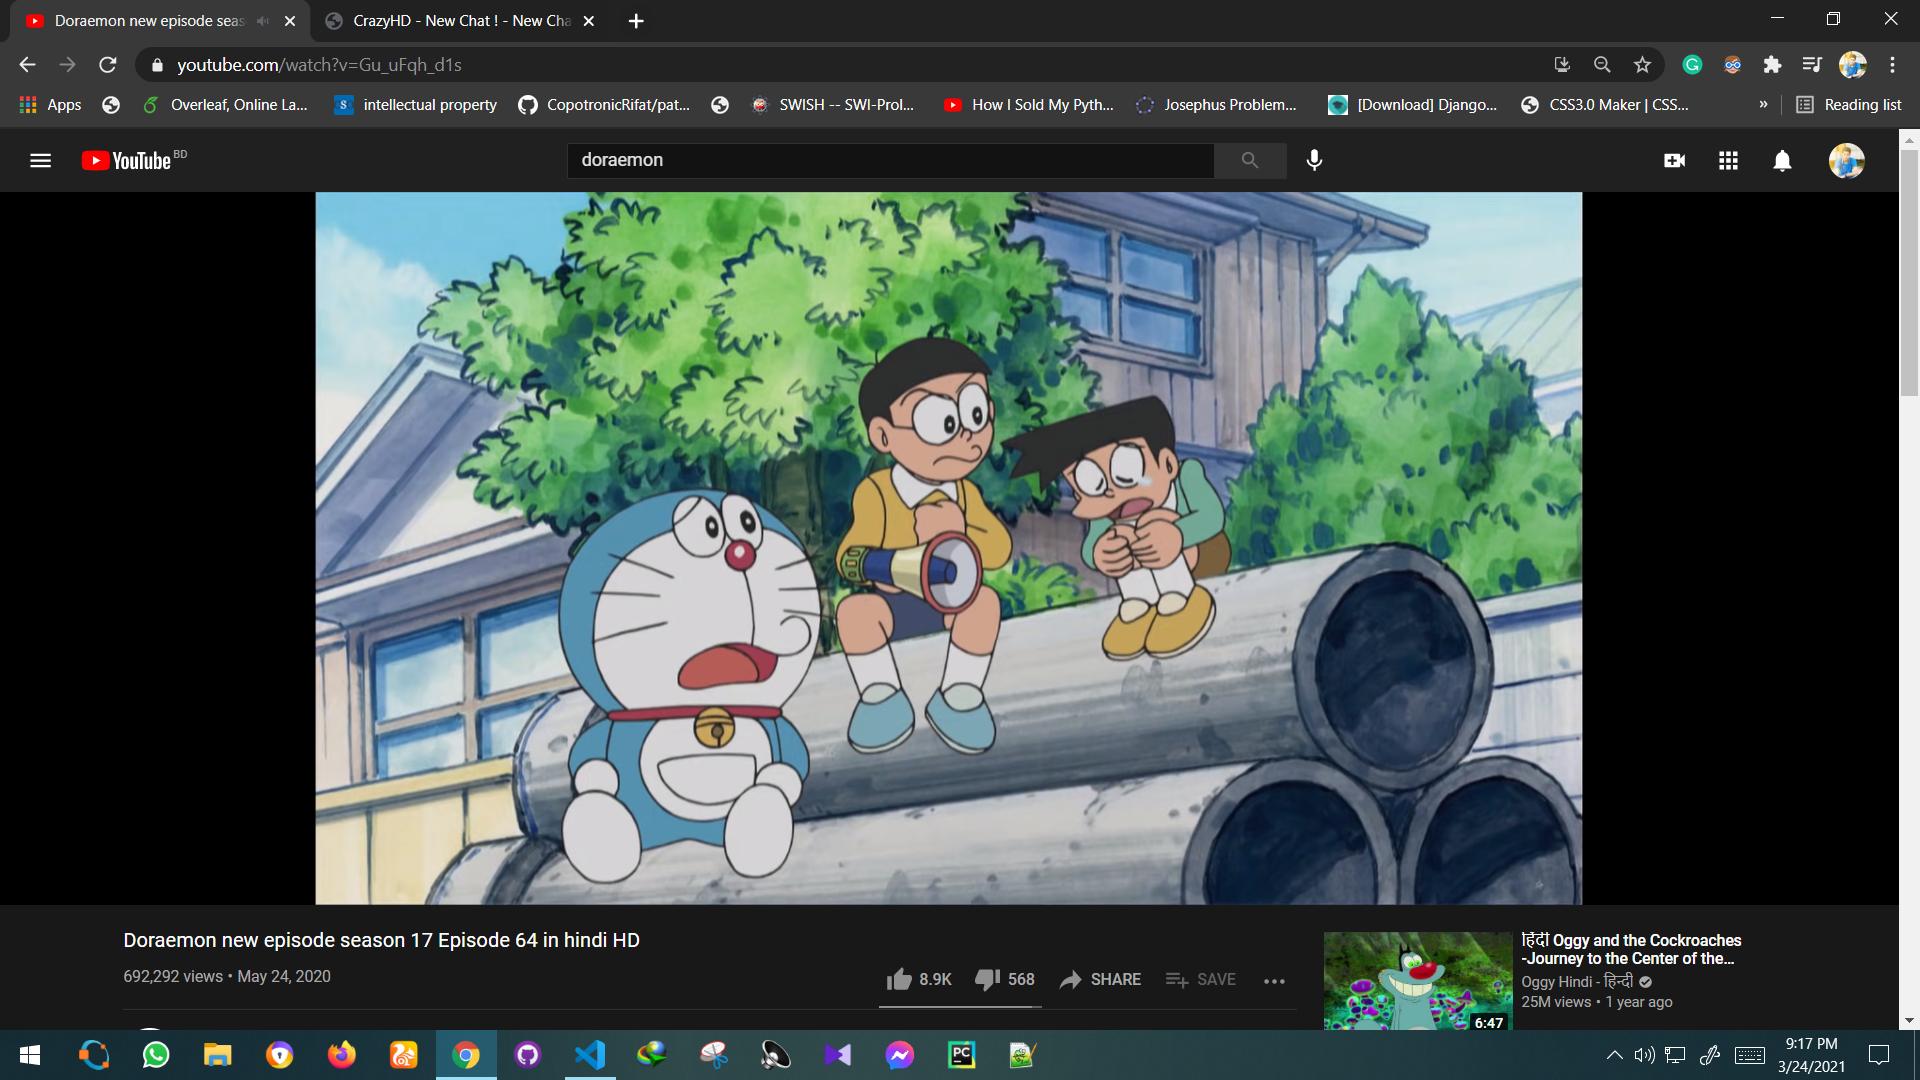 Doraemon new episode seas
CrazyHD - New Chat ! - New Cha
youtube.com/watch?v=Gu_uFqh_d1s
Apps
Overleaf, Online La...
intellectual property
CopotronicRifat/pat...
SWISH -- SWI-Prol...
How I Sold My Pyth...
Josephus Problem...
[Download] Django...
CSS3.0 Maker | CSS...
»
Reading list
YouTube BD
doraemon
Doraemon new episode season 17 Episode 64 in hindi HD
692,292 views • May 24, 2020
8.9K
568
SHARE
SAVE
हिंदी Oggy and the Cockroaches
-Journey to the Center of the...
Oggy Hindi - हिन्दी
25M views • 1 year ago
6:47
PC
9:17 PM
3/24/2021